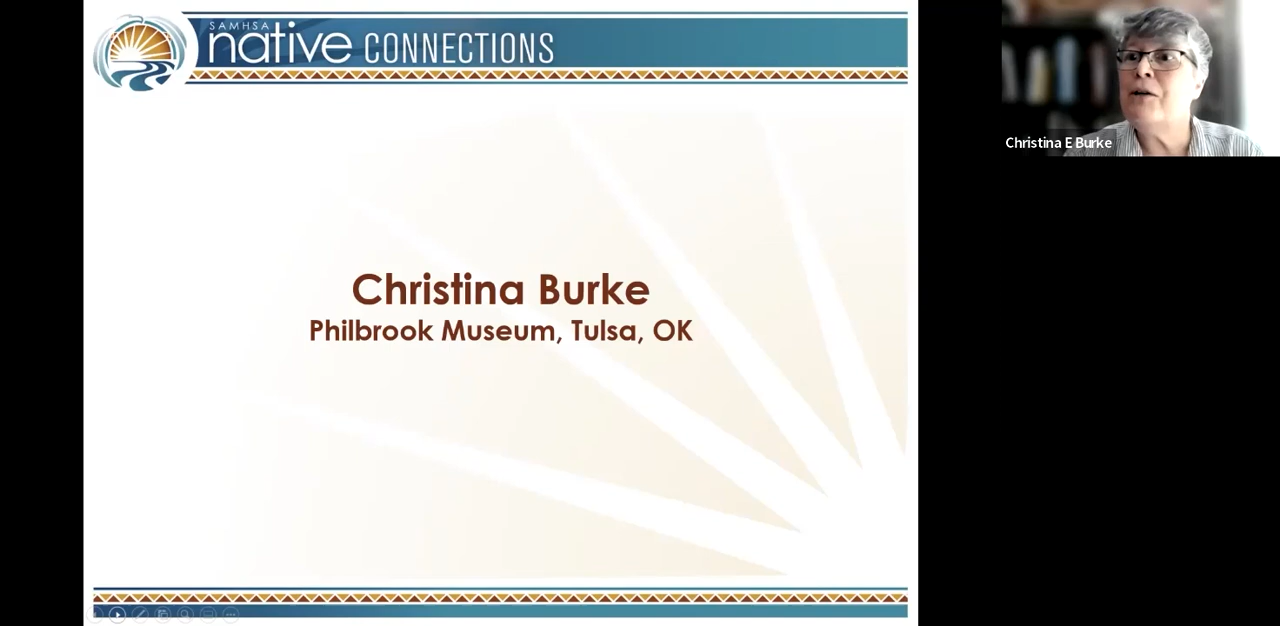 SAMHSA
native CONNECTIONS
Christina E Burke
Christina Burke
Philbrook Museum, Tulsa, OK